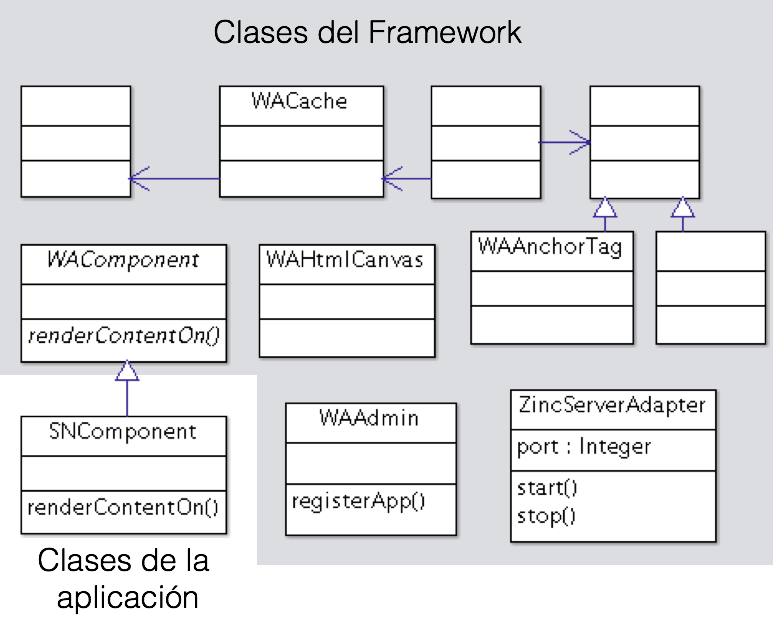 Clases del Framework
WACache
WAComponent
renderContentOn()
WAHtmlCanvas
WAAnchorTag
SNComponent
renderContentOn()
WAAdmin
registerApp()
ZincServerAdapter
port : Integer
start()
stop()
Clases de la
aplicación